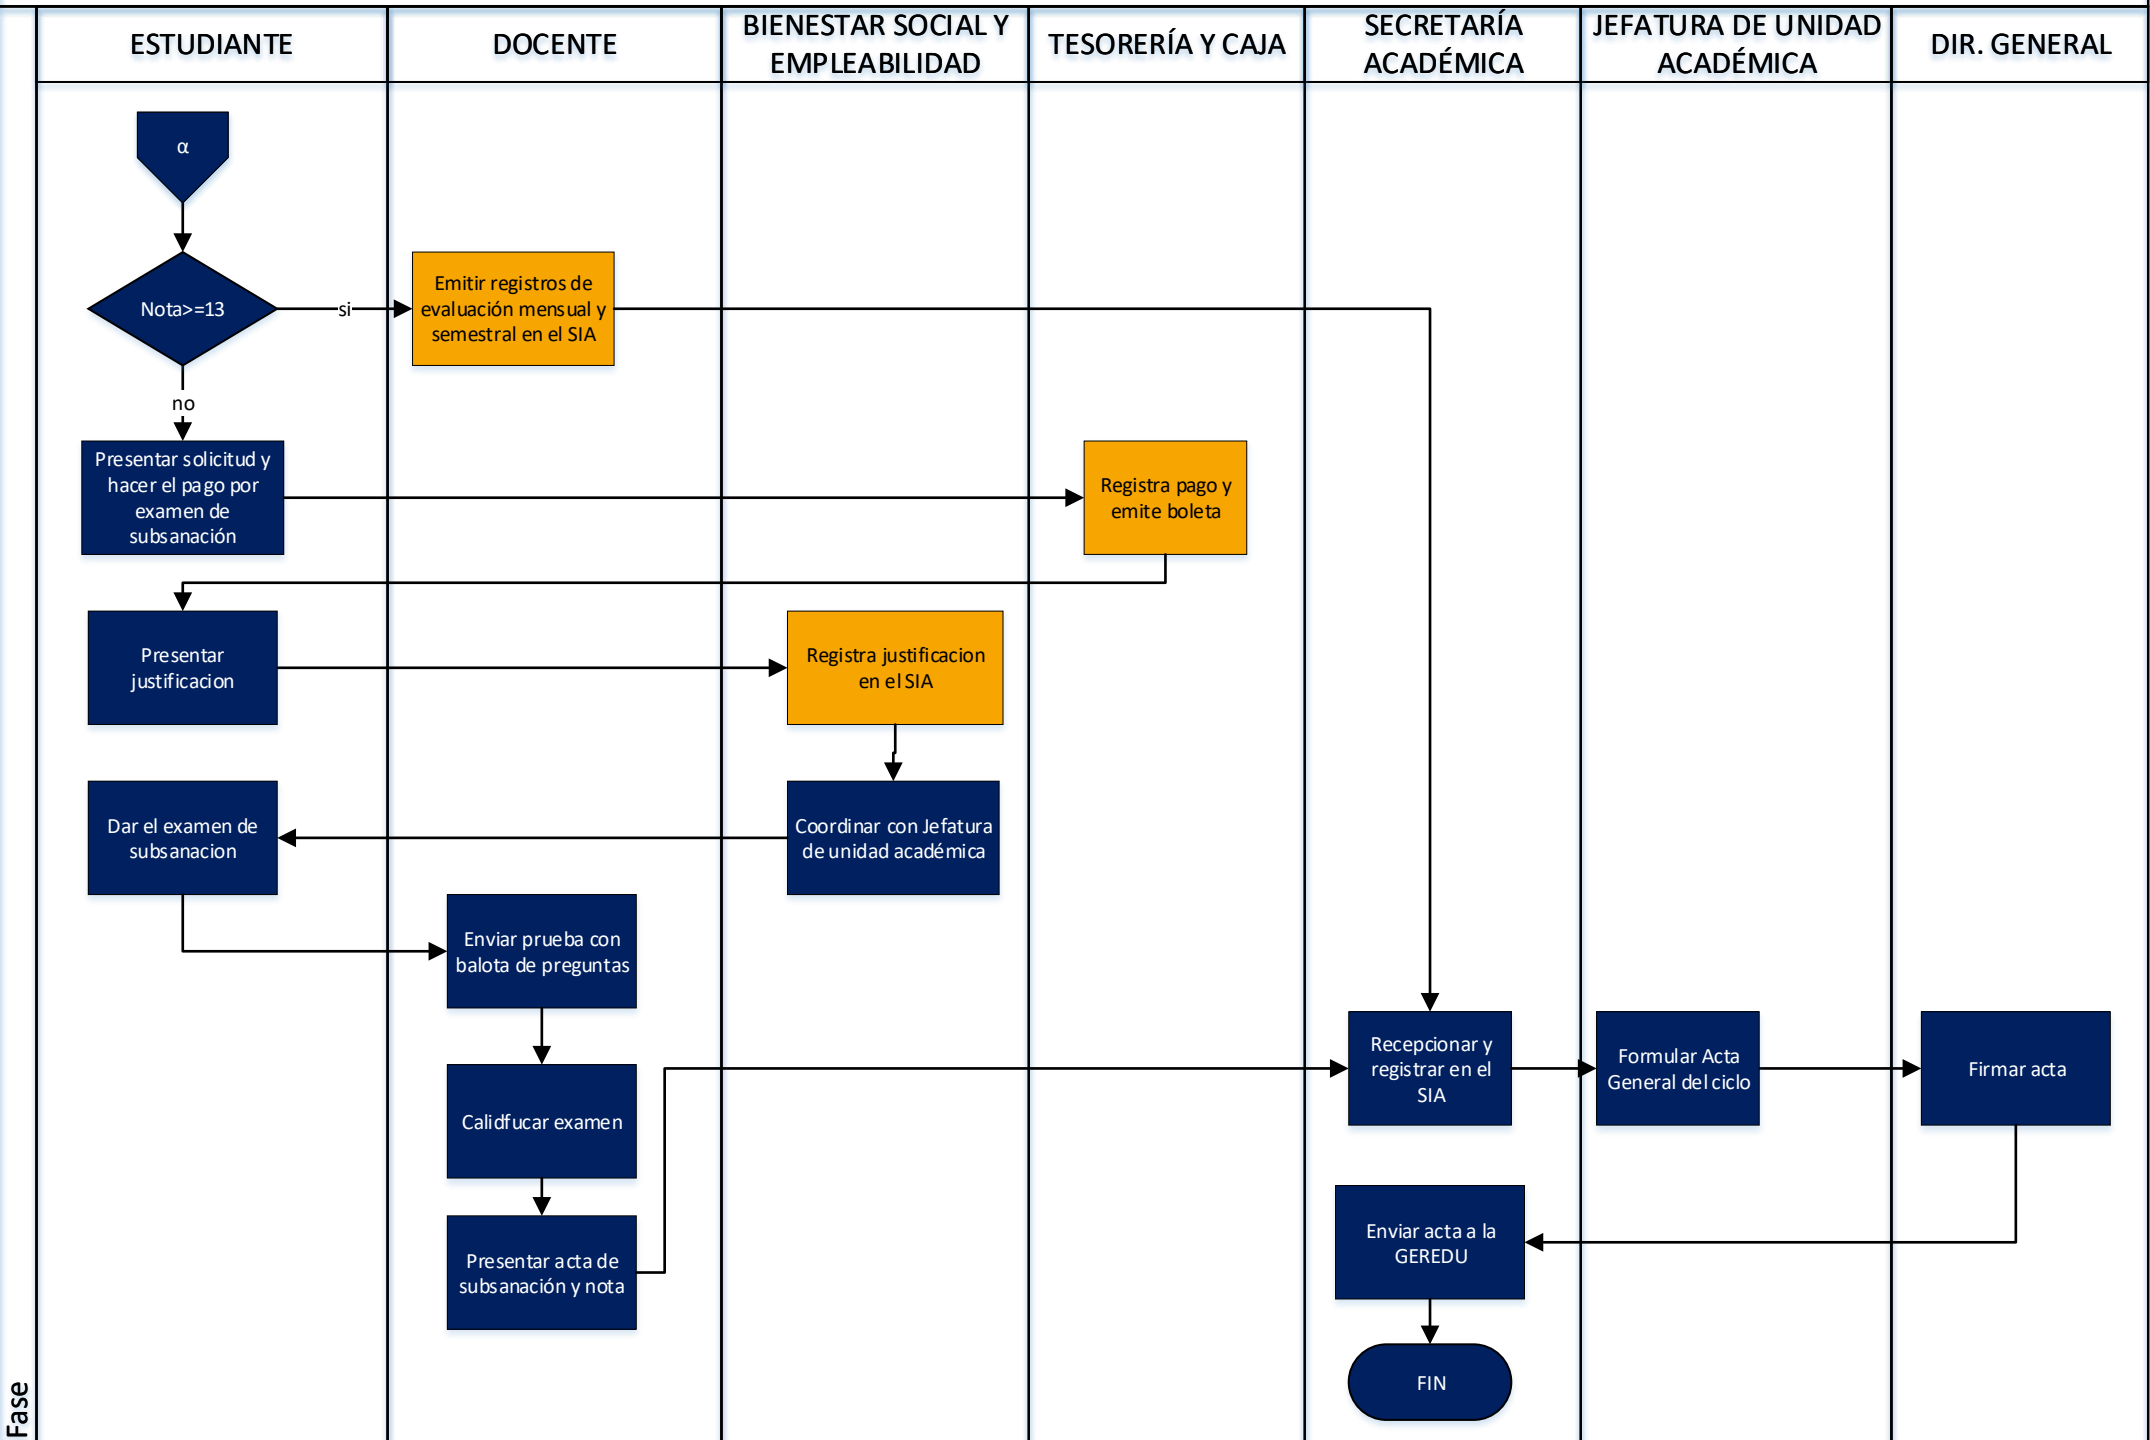 ESTUDIANTE
DOCENTE
BIENESTAR SOCIAL Y
EMPLEABILIDAD
TESORERÍA Y CAJA
SECRETARÍA
ACADÉMICA
JEFATURA DE UNIDAD
ACADÉMICA
DIR. GENERAL
α
Nota>=13
si
Emitir registros de
evaluación mensual y
semestral en el SIA
no
Presentar solicitud y
hacer el pago por
examen de
subsanación
Registra pago y
emite boleta
Presentar
justificacion
Registra justificacion
en el SIA
Dar el examen de
subsanacion
Coordinar con Jefatura
de unidad académica
Enviar prueba con
balota de preguntas
Recepcionar y
registrar en el
SIA
Formular Acta
General del ciclo
Firmar acta
Calidfucar examen
Enviar acta a la
GEREDU
Presentar acta de
subsanación y nota
FIN
Fase